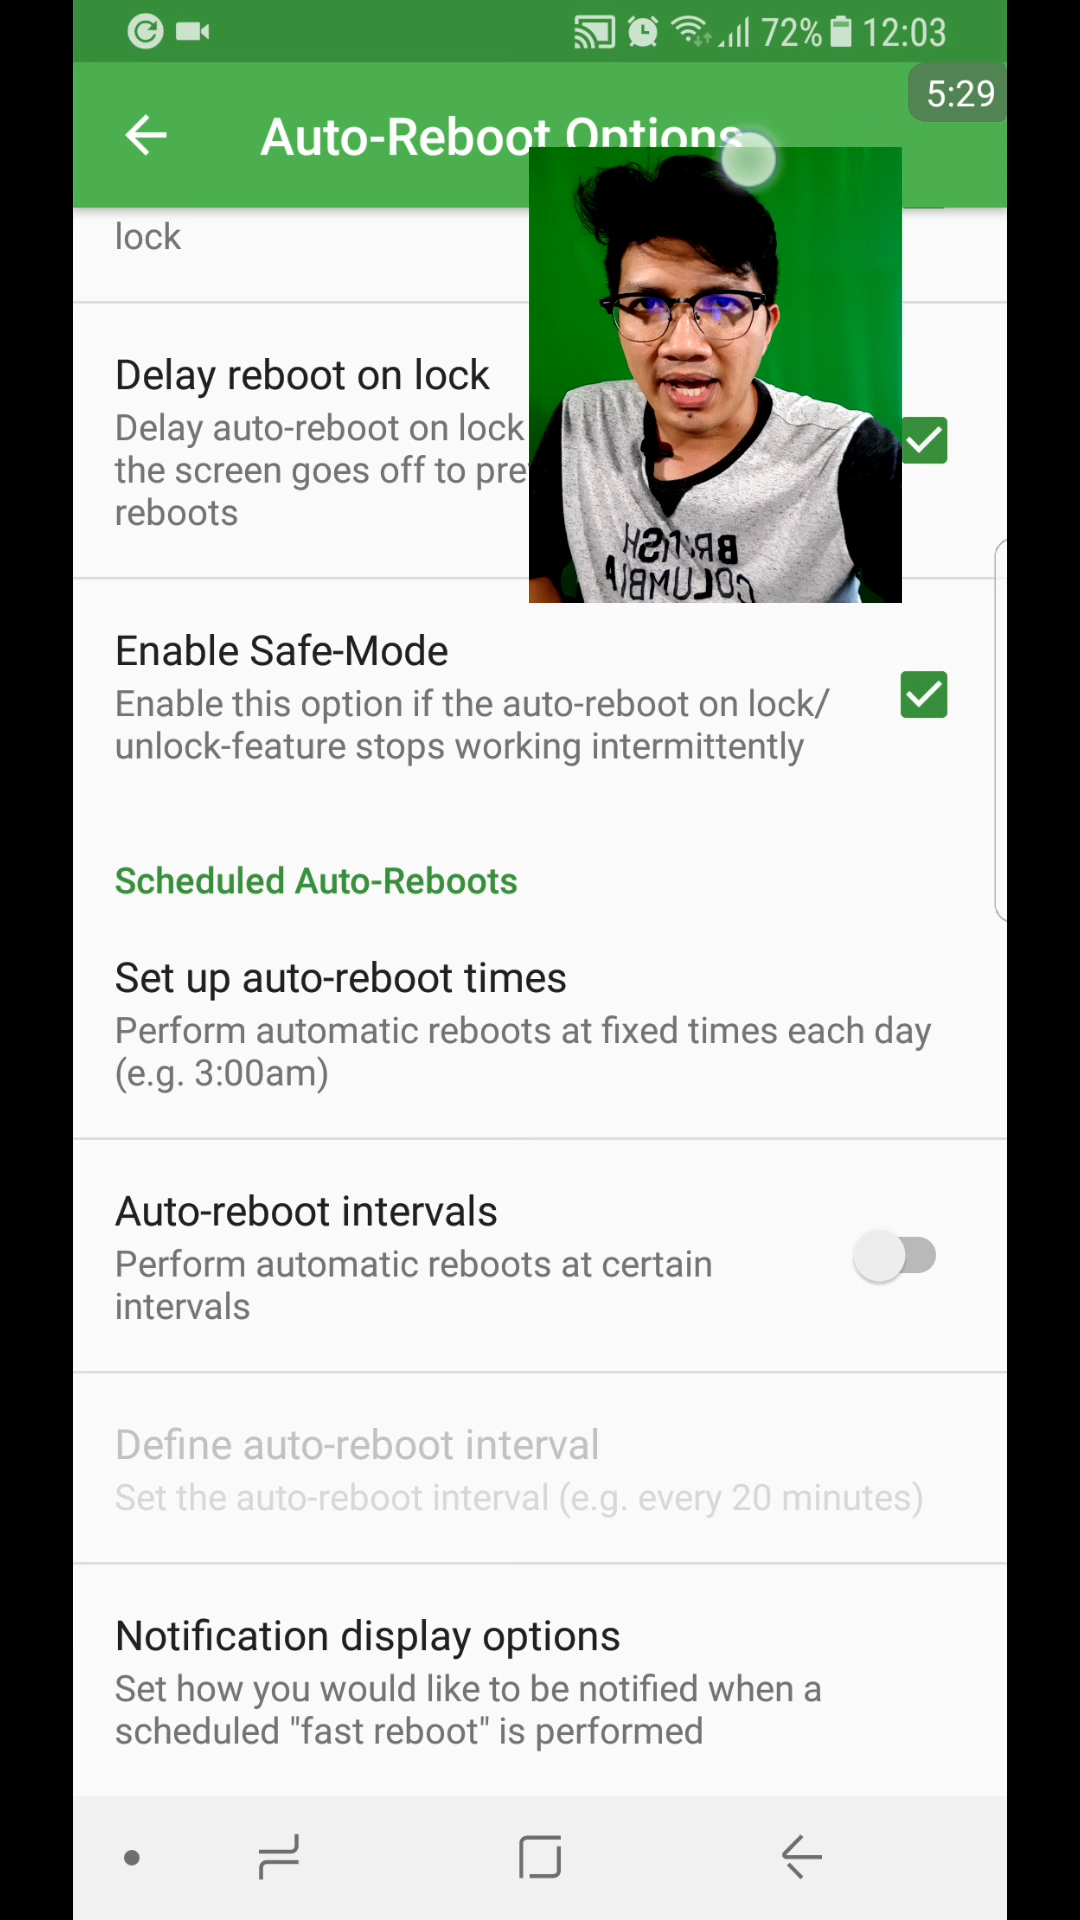 72% 12:03
5:29
Auto-Reboot Options
lock
Delay reboot on lock
Delay auto-reboot on lock
the screen goes off to pre
reboots
BRITISH
COLUMBIA
Enable Safe-Mode
Enable this option if the auto-reboot on lock/
unlock-feature stops working intermittently
Scheduled Auto-Reboots
Set up auto-reboot times
Perform automatic reboots at fixed times each day
(e.g. 3:00am)
Auto-reboot intervals
Perform automatic reboots at certain
intervals
Define auto-reboot interval
Set the auto-reboot interval (e.g. every 20 minutes)
Notification display options
Set how you would like to be notified when a
scheduled "fast reboot" is performed